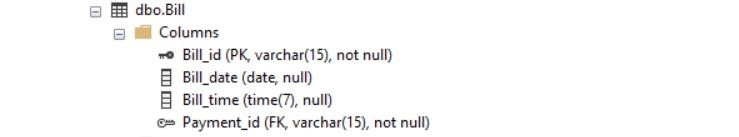 dbo.Bill
Columns
Bill_id (PK, varchar(15), not null)
Bill_date (date, null)
Bill_time (time(7), null)
Payment_id (FK, varchar(15), not null)